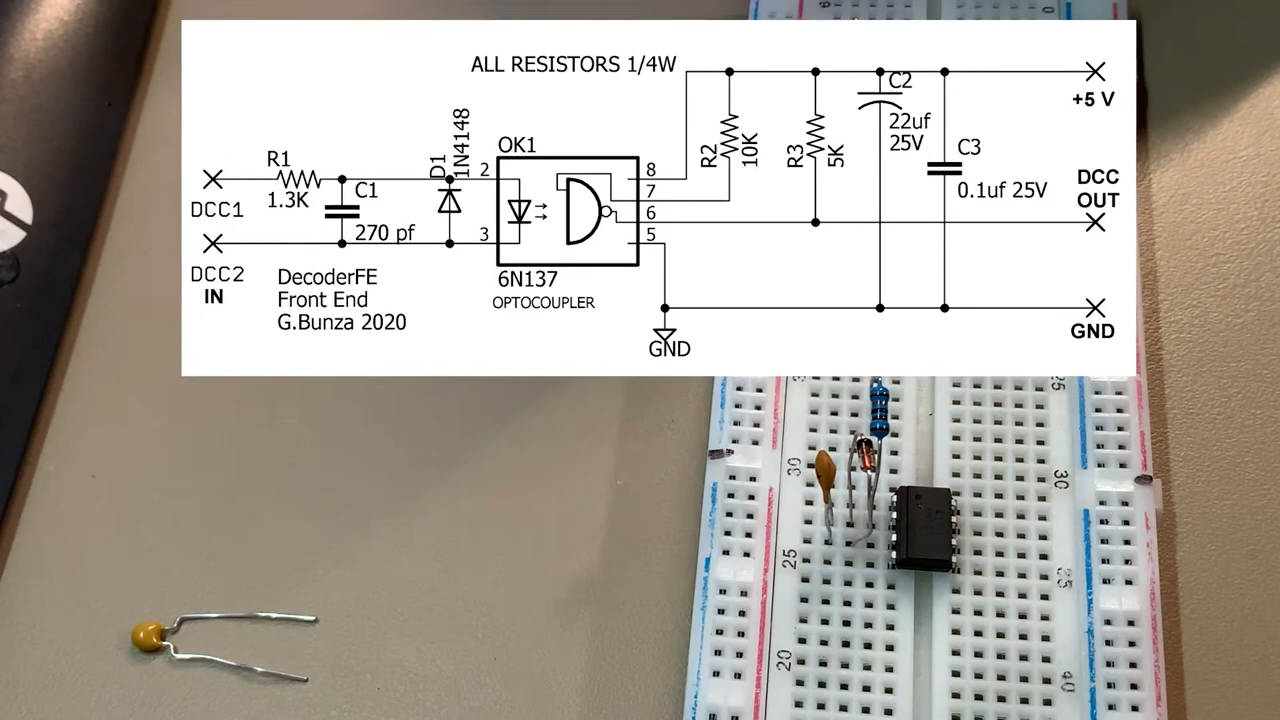 ALL RESISTORS 1/4W
+5 V
R1
1.3K
DCC1
DCC2
IN
C1
270 pf
D1
1N4148
OK1
2
3
8
7
6
5
6N137
OPTOCOUPLER
R2
10K
R3
5K
C2
22uf
25V
C3
0.1uf 25V
DCC
OUT
GND
GND
DecoderFE
Front End
G.Bunza 2020
30
25
20
25
30
35
40